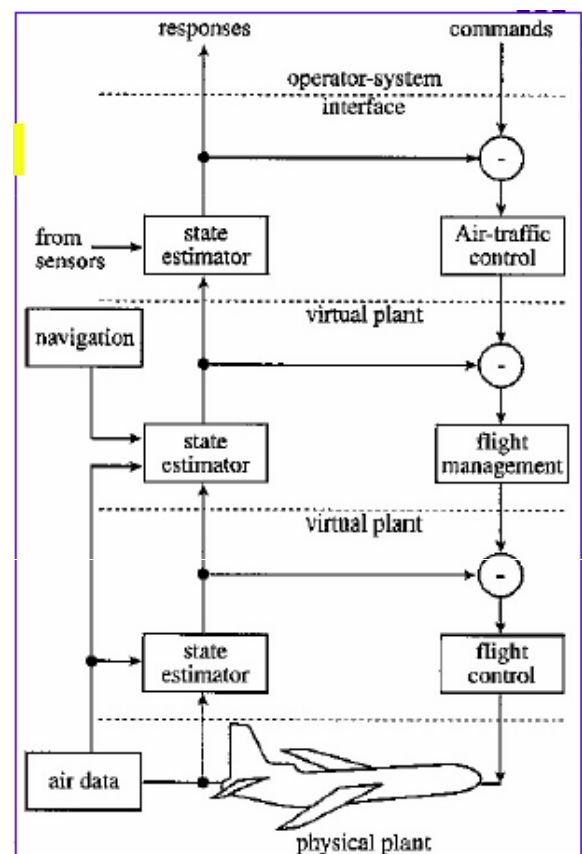 responses
commands
operator-system
interface
-
from
sensors
state
estimator
Air-traffic
control
virtual plant
navigation
-
state
estimator
flight
management
virtual plant
-
state
estimator
flight
control
air data
physical plant